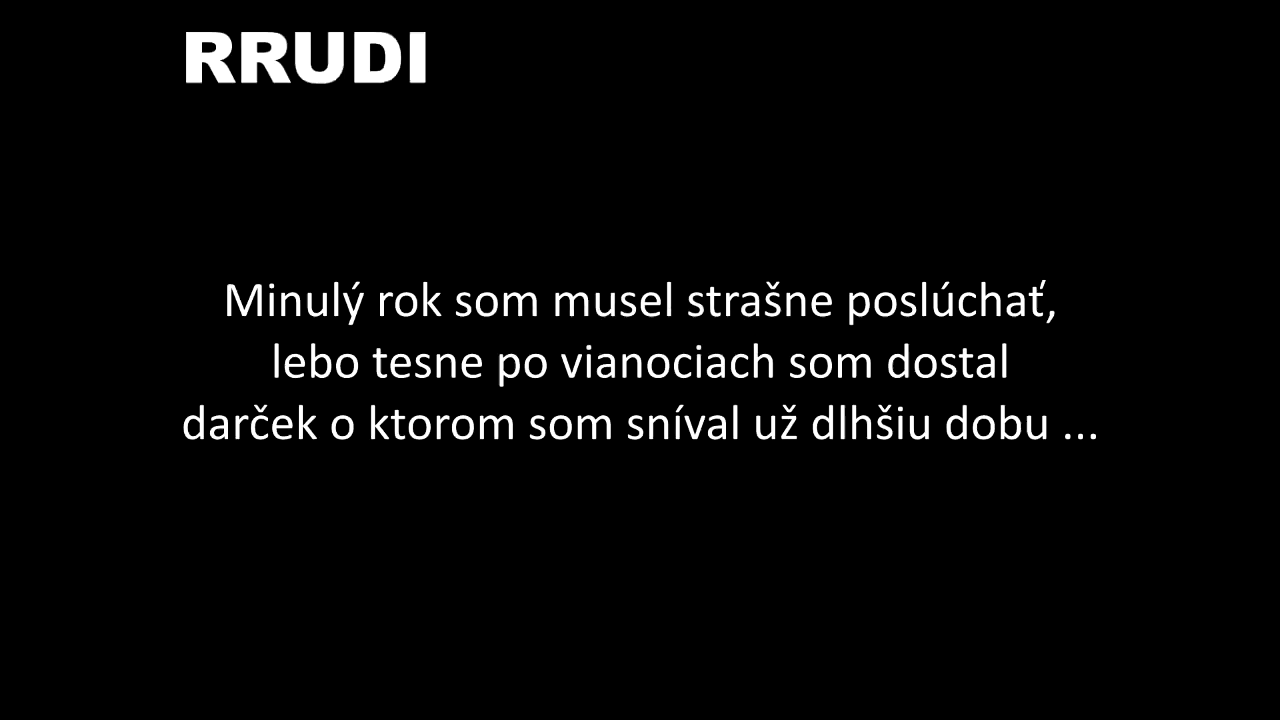 RRUDI
Minulý rok som musel strašne poslúchať,
lebo tesne po vianociach som dostal
darček o ktorom som sníval už dlhšiu dobu ...